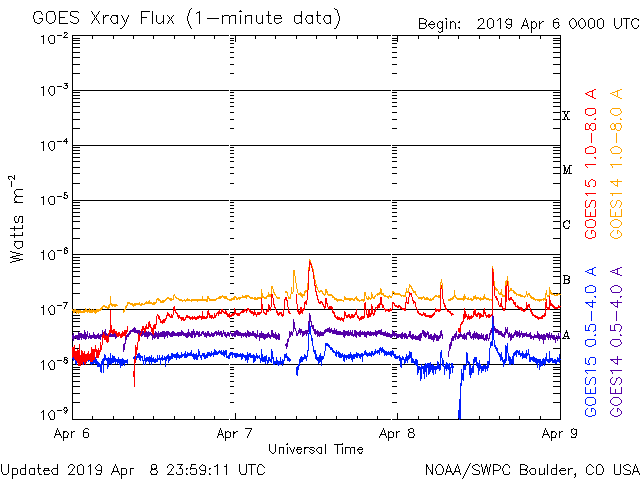 GOES Xray Flux (1-minute data)
Begin: 2019 Apr 6 0000 UTC
10-2
10-3
10-4
10-5
10-6
10-7
10-8
10-9
Watts m-2
X
M
C
B
A
GOES15 1.0-8.0 A
GOES14 1.0-8.0 A
GOES15 0.5-4.0 A
GOES14 0.5-4.0 A
Apr 6
Apr 7
Apr 8
Apr 9
Universal Time
Updated 2019 Apr 8 23:59:11 UTC
NOAA/SWPC Boulder, CO USA